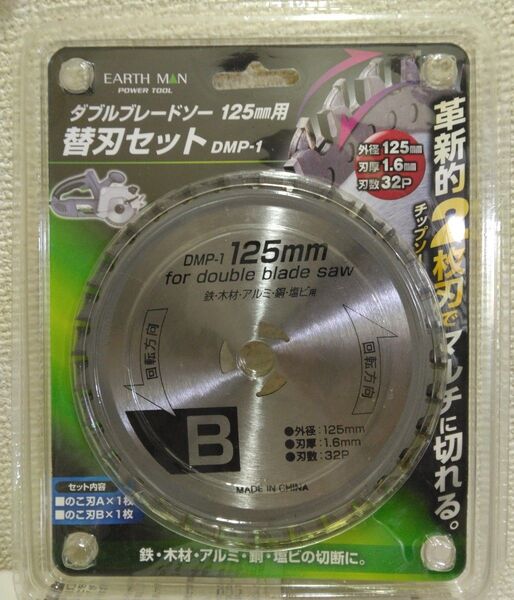 EARTH MAN
POWER TOOL
ダブルブレードソー 125mm用
替刃セット DMP-1
外径 125mm
刃厚 1.6mm
刃数 32P
革新的
2枚刃でマルチに切れる。
チップソー
DMP-1 125mm
for double blade saw
鉄・木材・アルミ・銅・塩ビ用
回転方向
回転方向
B
●外径:125mm
●刃厚:1.6mm
●刃数:32P
MADE IN CHINA
セット内容
■のこ刃A×1枚
■のこ刃B×1枚
鉄・木材・アルミ・銅・塩ビの切断に。